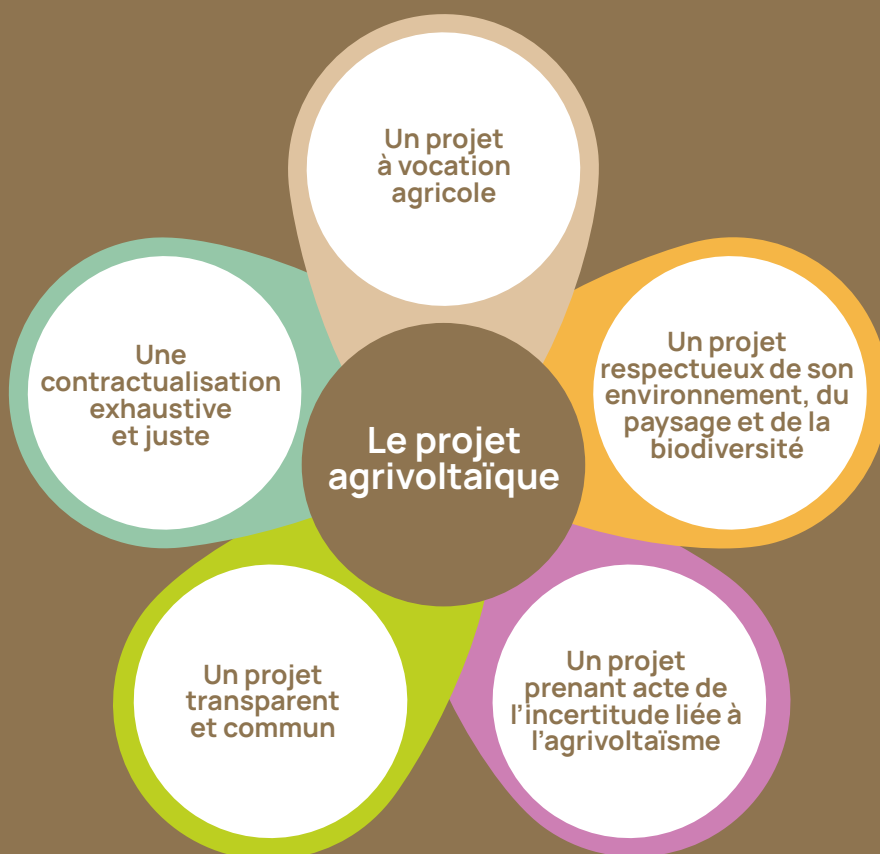 Un projet
à vocation
agricole
Une
contractualisation
exhaustive
et juste
Un projet
respectueux de son
environnement, du
paysage et de la
biodiversité
Le projet
agrivoltaïque
Un projet
transparent
et commun
Un projet
prenant acte de
l’incertitude liée à
l’agrivoltaïsme